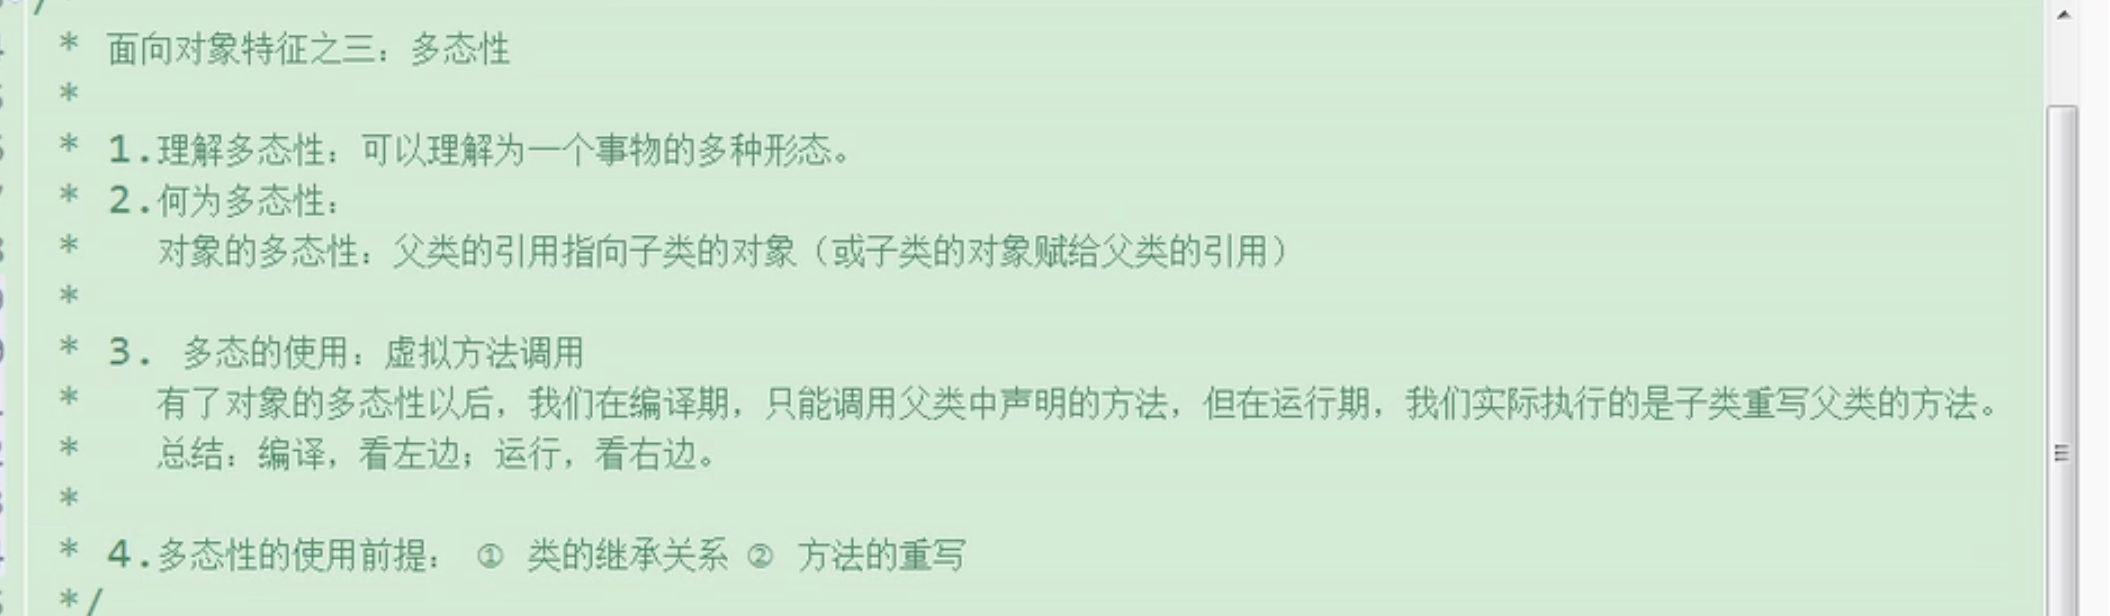 * 面向对象特征之三：多态性
*
* 1.理解多态性：可以理解为一个事物的多种形态。
* 2.何为多态性：
* 对象的多态性：父类的引用指向子类的对象（或子类的对象赋给父类的引用）
*
* 3. 多态的使用：虚拟方法调用
* 有了对象的多态性以后，我们在编译期，只能调用父类中声明的方法，但在运行期，我们实际执行的是子类重写父类的方法。
* 总结：编译，看左边；运行，看右边。
*
* 4.多态性的使用前提： ① 类的继承关系 ② 方法的重写
*/